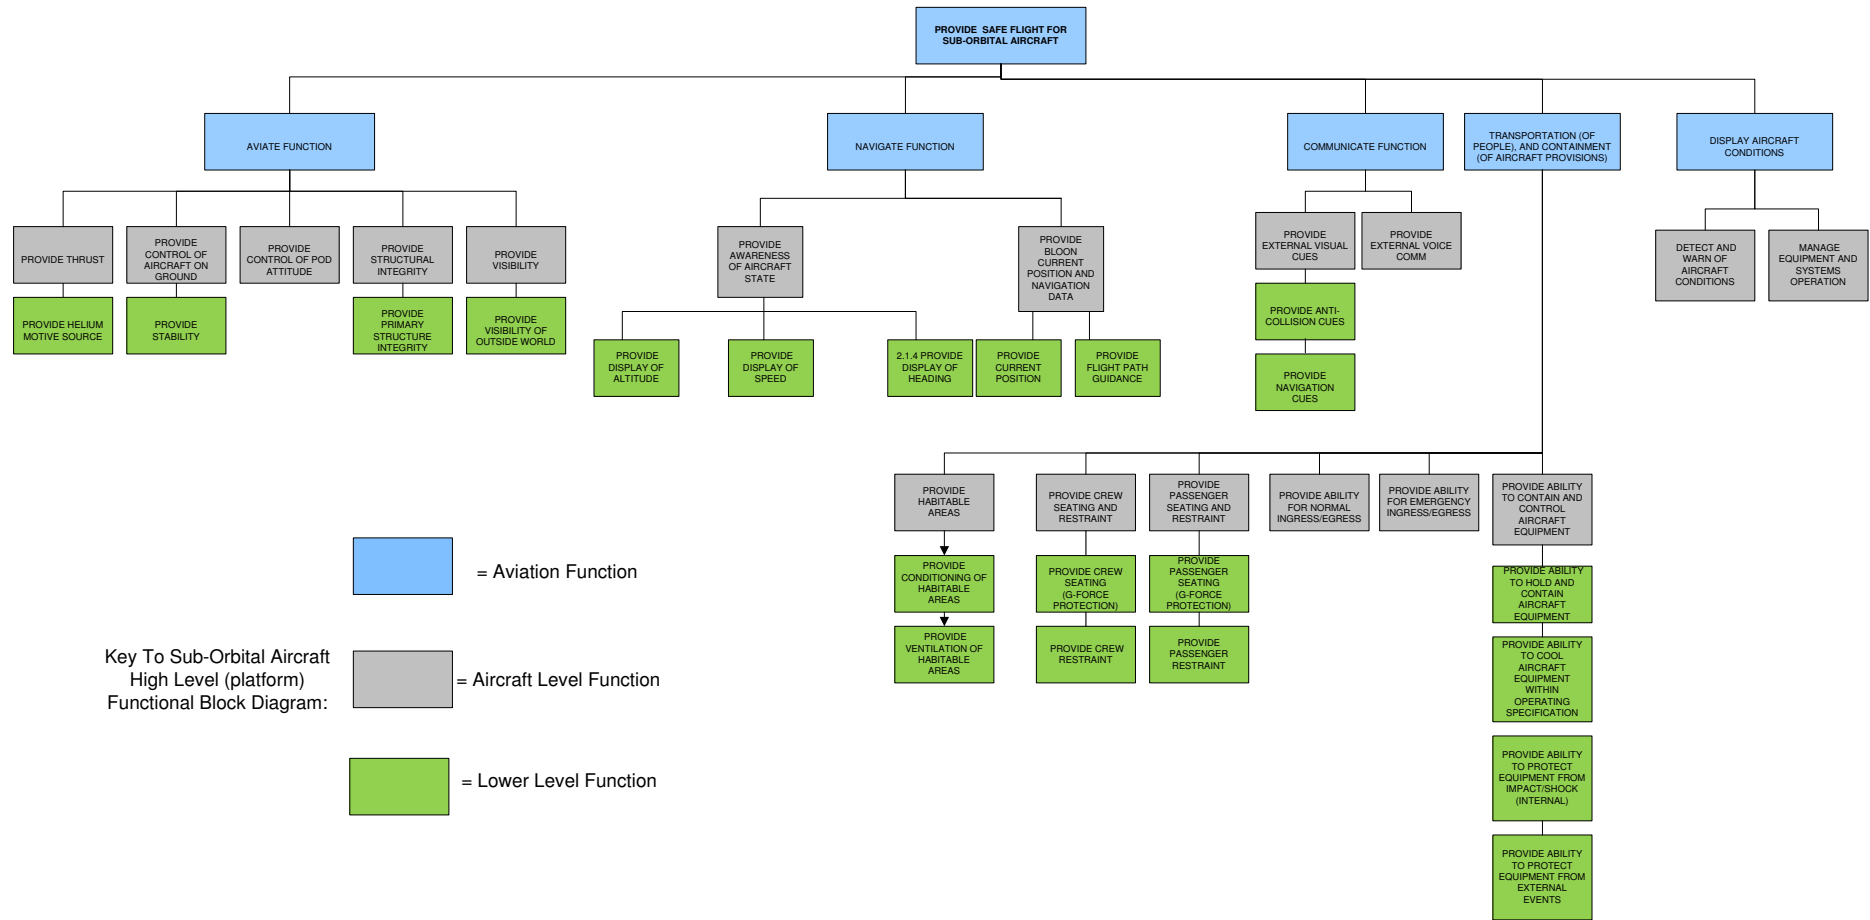 PROVIDE SAFE FLIGHT FOR
SUB-ORBITAL AIRCRAFT
AVIATE FUNCTION
NAVIGATE FUNCTION
COMMUNICATE FUNCTION
TRANSPORTATION (OF
PEOPLE), AND CONTAINMENT
(OF AIRCRAFT PROVISIONS)
DISPLAY AIRCRAFT
CONDITIONS
PROVIDE THRUST
PROVIDE
CONTROL OF
AIRCRAFT ON
GROUND
PROVIDE
CONTROL OF POD
ATTITUDE
PROVIDE
STRUCTURAL
INTEGRITY
PROVIDE
VISIBILITY
PROVIDE
AWARENESS
OF AIRCRAFT
STATE
PROVIDE
BLOON
CURRENT
POSITION AND
NAVIGATION
DATA
PROVIDE
EXTERNAL VISUAL
CUES
PROVIDE
EXTERNAL VOICE
COMM
DETECT AND
WARN OF
AIRCRAFT
CONDITIONS
MANAGE
EQUIPMENT AND
SYSTEMS
OPERATION
PROVIDE HELIUM
MOTIVE SOURCE
PROVIDE
STABILITY
PROVIDE
PRIMARY
STRUCTURE
INTEGRITY
PROVIDE
VISIBILITY OF
OUTSIDE WORLD
PROVIDE
DISPLAY OF
ALTITUDE
PROVIDE
DISPLAY OF
SPEED
2.1.4 PROVIDE
DISPLAY OF
HEADING
PROVIDE
CURRENT
POSITION
PROVIDE
FLIGHT PATH
GUIDANCE
PROVIDE ANTI-
COLLISION CUES
PROVIDE
NAVIGATION
CUES
PROVIDE
HABITABLE
AREAS
PROVIDE CREW
SEATING AND
RESTRAINT
PROVIDE
PASSENGER
SEATING AND
RESTRAINT
PROVIDE ABILITY
FOR NORMAL
INGRESS/EGRESS
PROVIDE ABILITY
FOR EMERGENCY
INGRESS/EGRESS
PROVIDE ABILITY
TO CONTAIN AND
CONTROL
AIRCRAFT
EQUIPMENT
PROVIDE
CONDITIONING OF
HABITABLE
AREAS
PROVIDE CREW
SEATING
(G-FORCE
PROTECTION)
PROVIDE
PASSENGER
SEATING
(G-FORCE
PROTECTION)
PROVIDE ABILITY
TO HOLD AND
CONTAIN
AIRCRAFT
EQUIPMENT
PROVIDE
VENTILATION OF
HABITABLE
AREAS
PROVIDE CREW
RESTRAINT
PROVIDE
PASSENGER
RESTRAINT
PROVIDE ABILITY
TO COOL
AIRCRAFT
EQUIPMENT
WITHIN
OPERATING
SPECIFICATION
PROVIDE ABILITY
TO PROTECT
EQUIPMENT FROM
IMPACT/SHOCK
(INTERNAL)
PROVIDE ABILITY
TO PROTECT
EQUIPMENT FROM
EXTERNAL
EVENTS
Key To Sub-Orbital Aircraft
High Level (platform)
Functional Block Diagram:
= Aviation Function
= Aircraft Level Function
= Lower Level Function